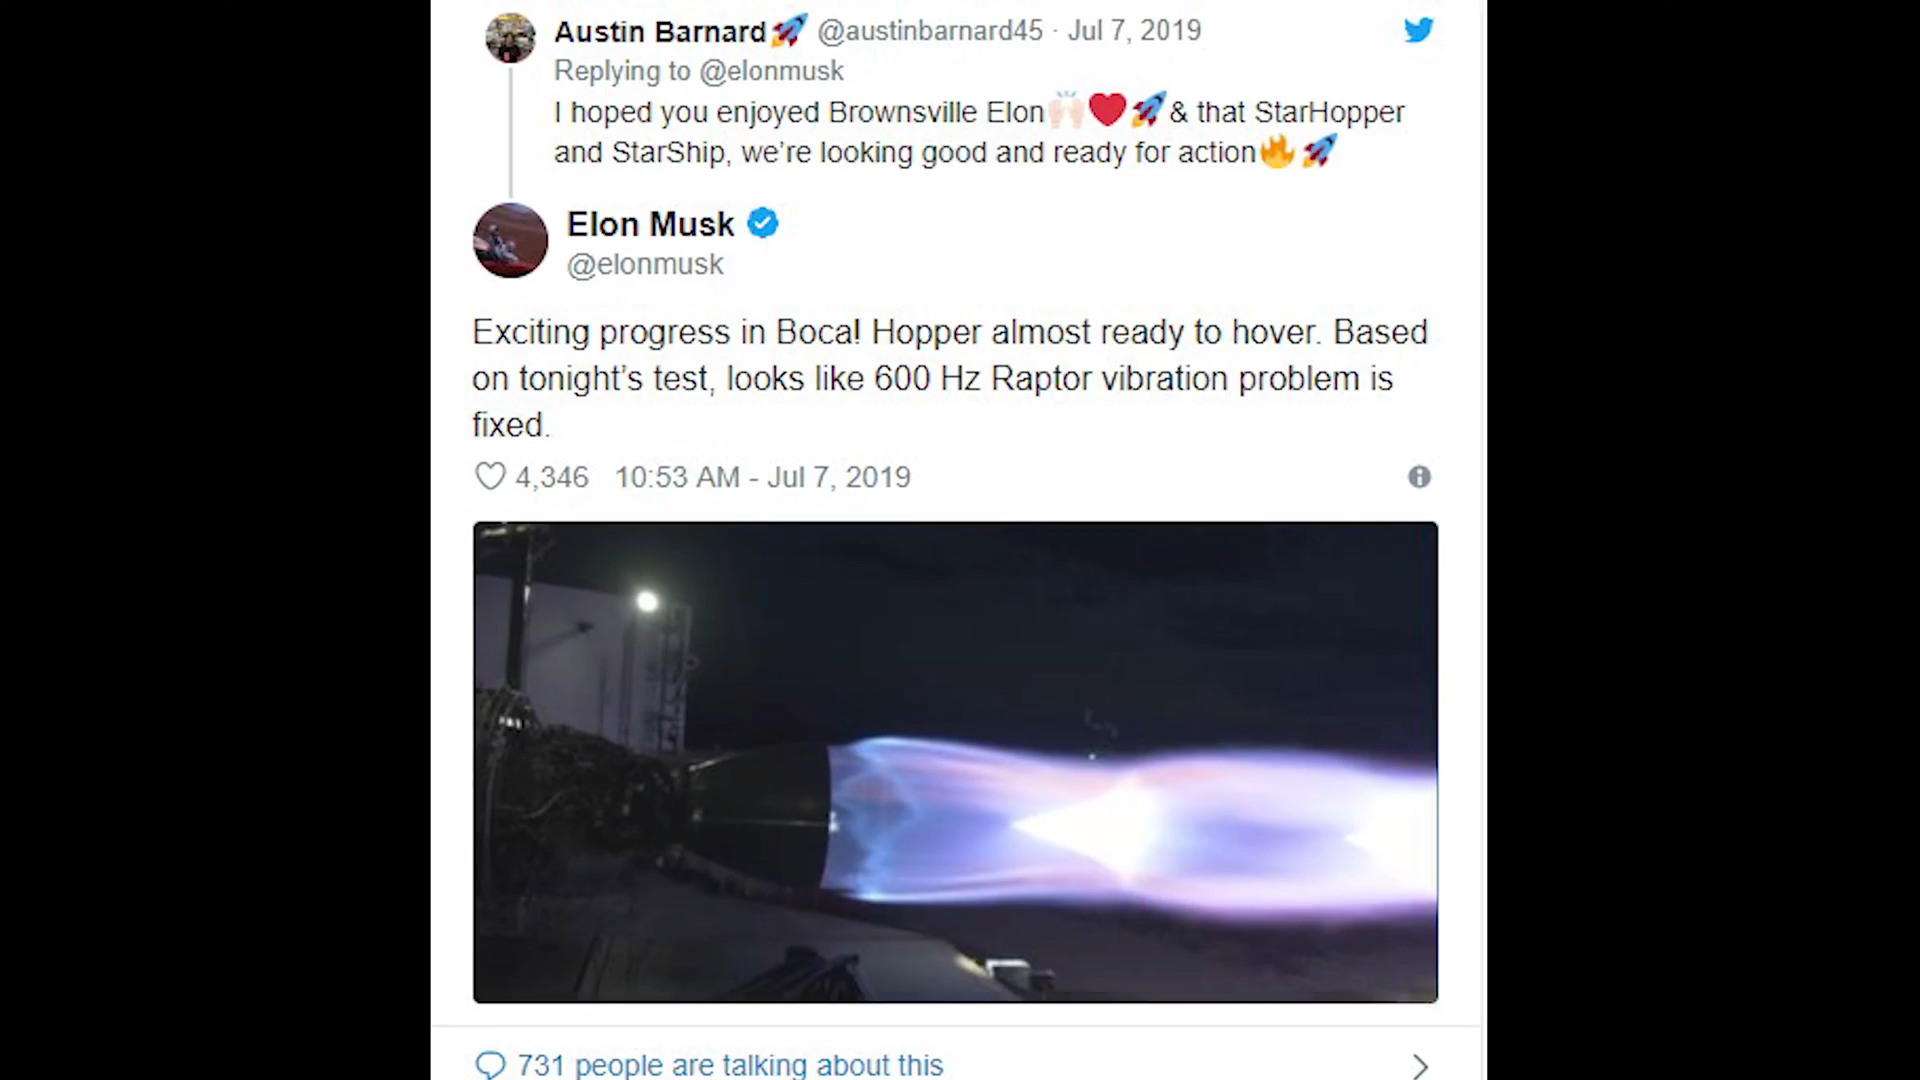 Austin Barnard🚀 @austinbarnard45 · Jul 7, 2019
Replying to @elonmusk
I hoped you enjoyed Brownsville Elon🙌🏻❤️🚀& that StarHopper
and StarShip, we’re looking good and ready for action🔥🚀
Elon Musk
@elonmusk
Exciting progress in Boca! Hopper almost ready to hover. Based
on tonight’s test, looks like 600 Hz Raptor vibration problem is
fixed.
4,346 10:53 AM - Jul 7, 2019
731 people are talking about this